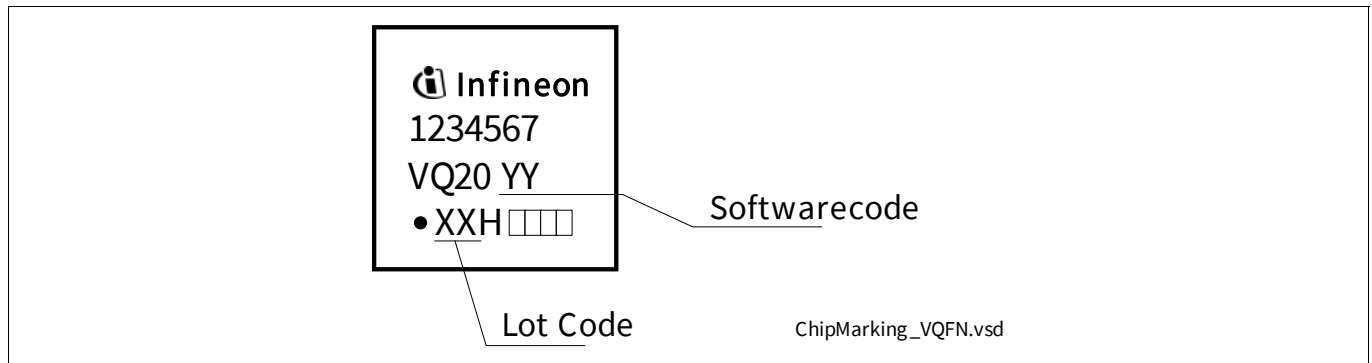 Infineon
1234567
VQ20 YY
•XXH
Softwarecode
Lot Code
ChipMarking_VQFN.vsd